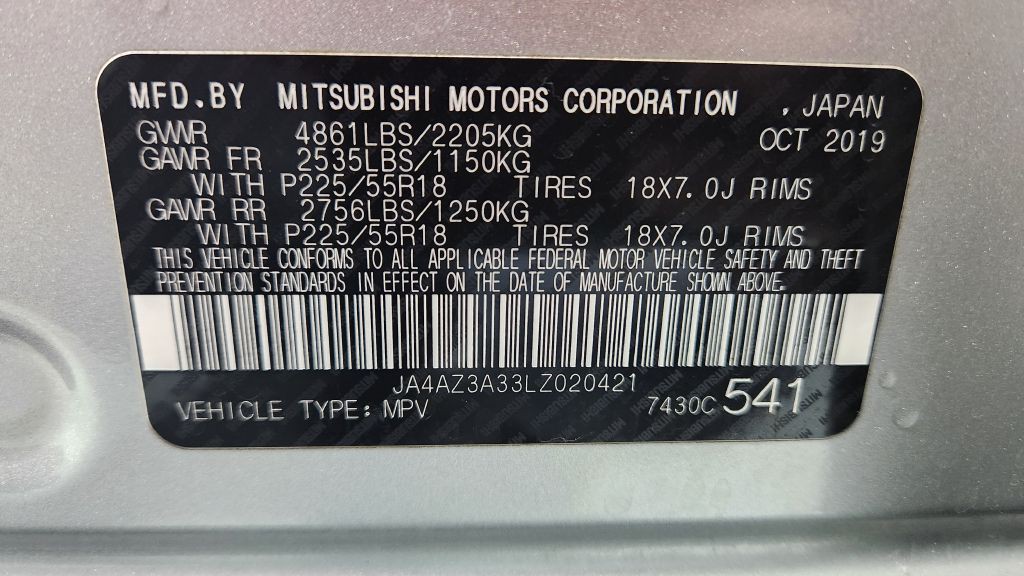 MFD.BY MITSUBISHI MOTORS CORPORATION , JAPAN
GVWR 4861LBS/2205KG OCT 2019
GAWR FR 2535LBS/1150KG
WITH P225/55R18 TIRES 18X7.0J RIMS
GAWR RR 2756LBS/1250KG
WITH P225/55R18 TIRES 18X7.0J RIMS
THIS VEHICLE CONFORMS TO ALL APPLICABLE FEDERAL MOTOR VEHICLE SAFETY AND THEFT
PREVENTION STANDARDS IN EFFECT ON THE DATE OF MANUFACTURE SHOWN ABOVE.
JA4AZ3A33LZ020421
VEHICLE TYPE: MPV 7430C 541